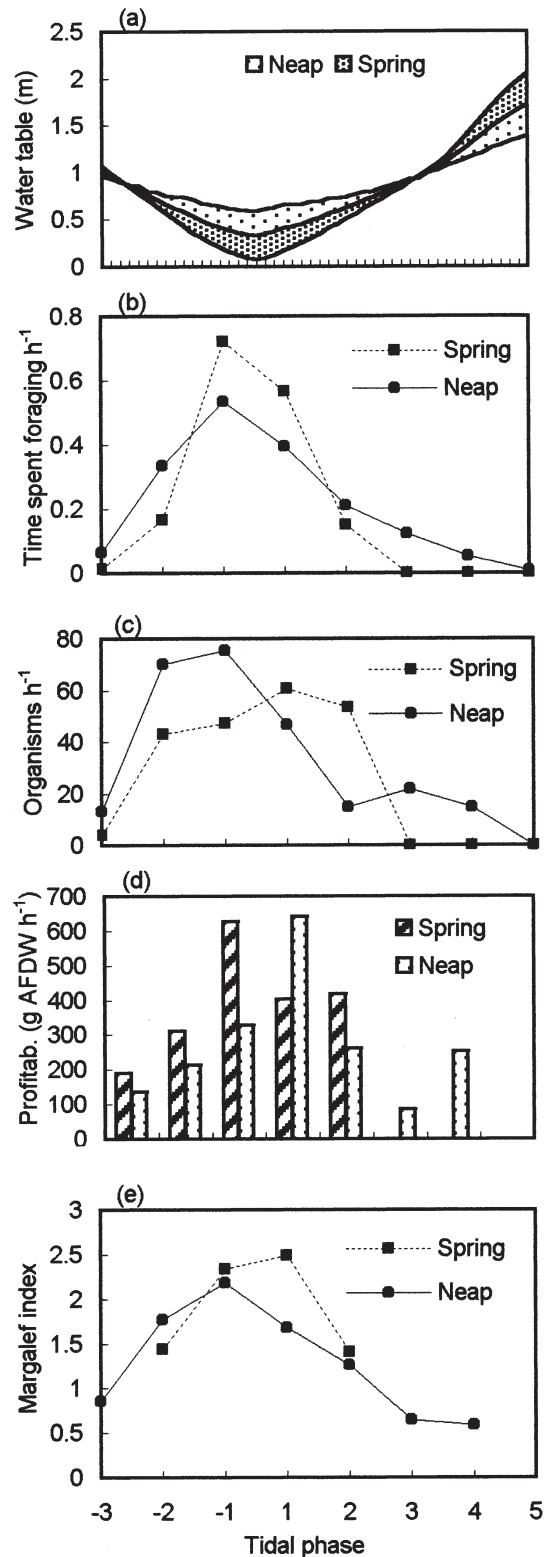 (a)
2.5
2
1.5
1
0.5
0
Water table (m)
Neap Spring
(b)
0.8
0.6
0.4
0.2
0
Time spent foraging h-1
Spring
Neap
(c)
80
60
40
20
0
Organisms h-1
Spring
Neap
(d)
700
600
500
400
300
200
100
0
Profitab. (g AFDW h-1)
Spring
Neap
(e)
3
2.5
2
1.5
1
0.5
0
Margalef index
Spring
Neap
-3 -2 -1 1 2 3 4 5
Tidal phase